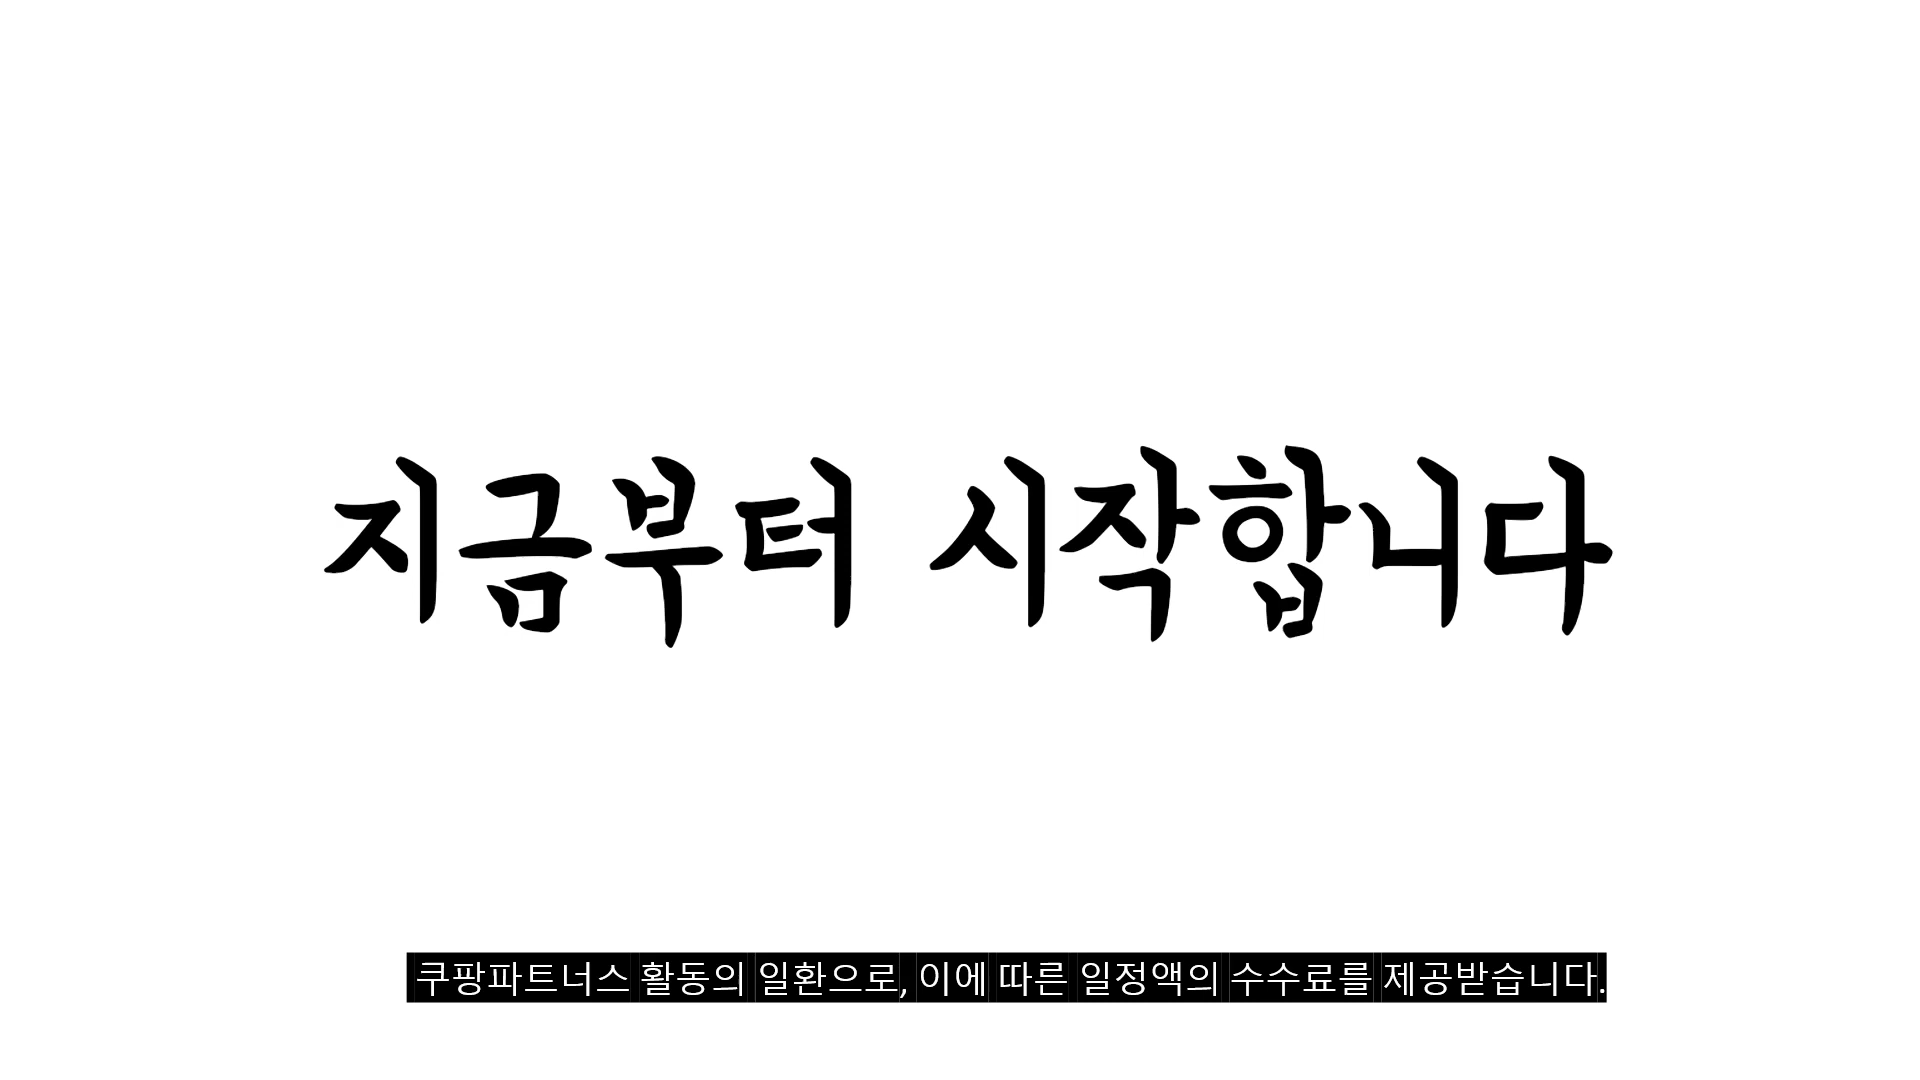 지금부터 시작합니다
쿠팡파트너스 활동의 일환으로, 이에 따른 일정액의 수수료를 제공받습니다.